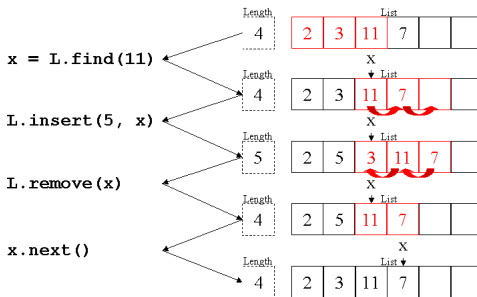 Length List
4 2 3 11 7
x = L.find(11)
X
Length List
4 2 3 11 7
L.insert(5, x)
X
Length List
5 2 5 3 11 7
L.remove(x)
X
Length List
4 2 5 11 7
x.next()
X
Length List
4 2 3 11 7